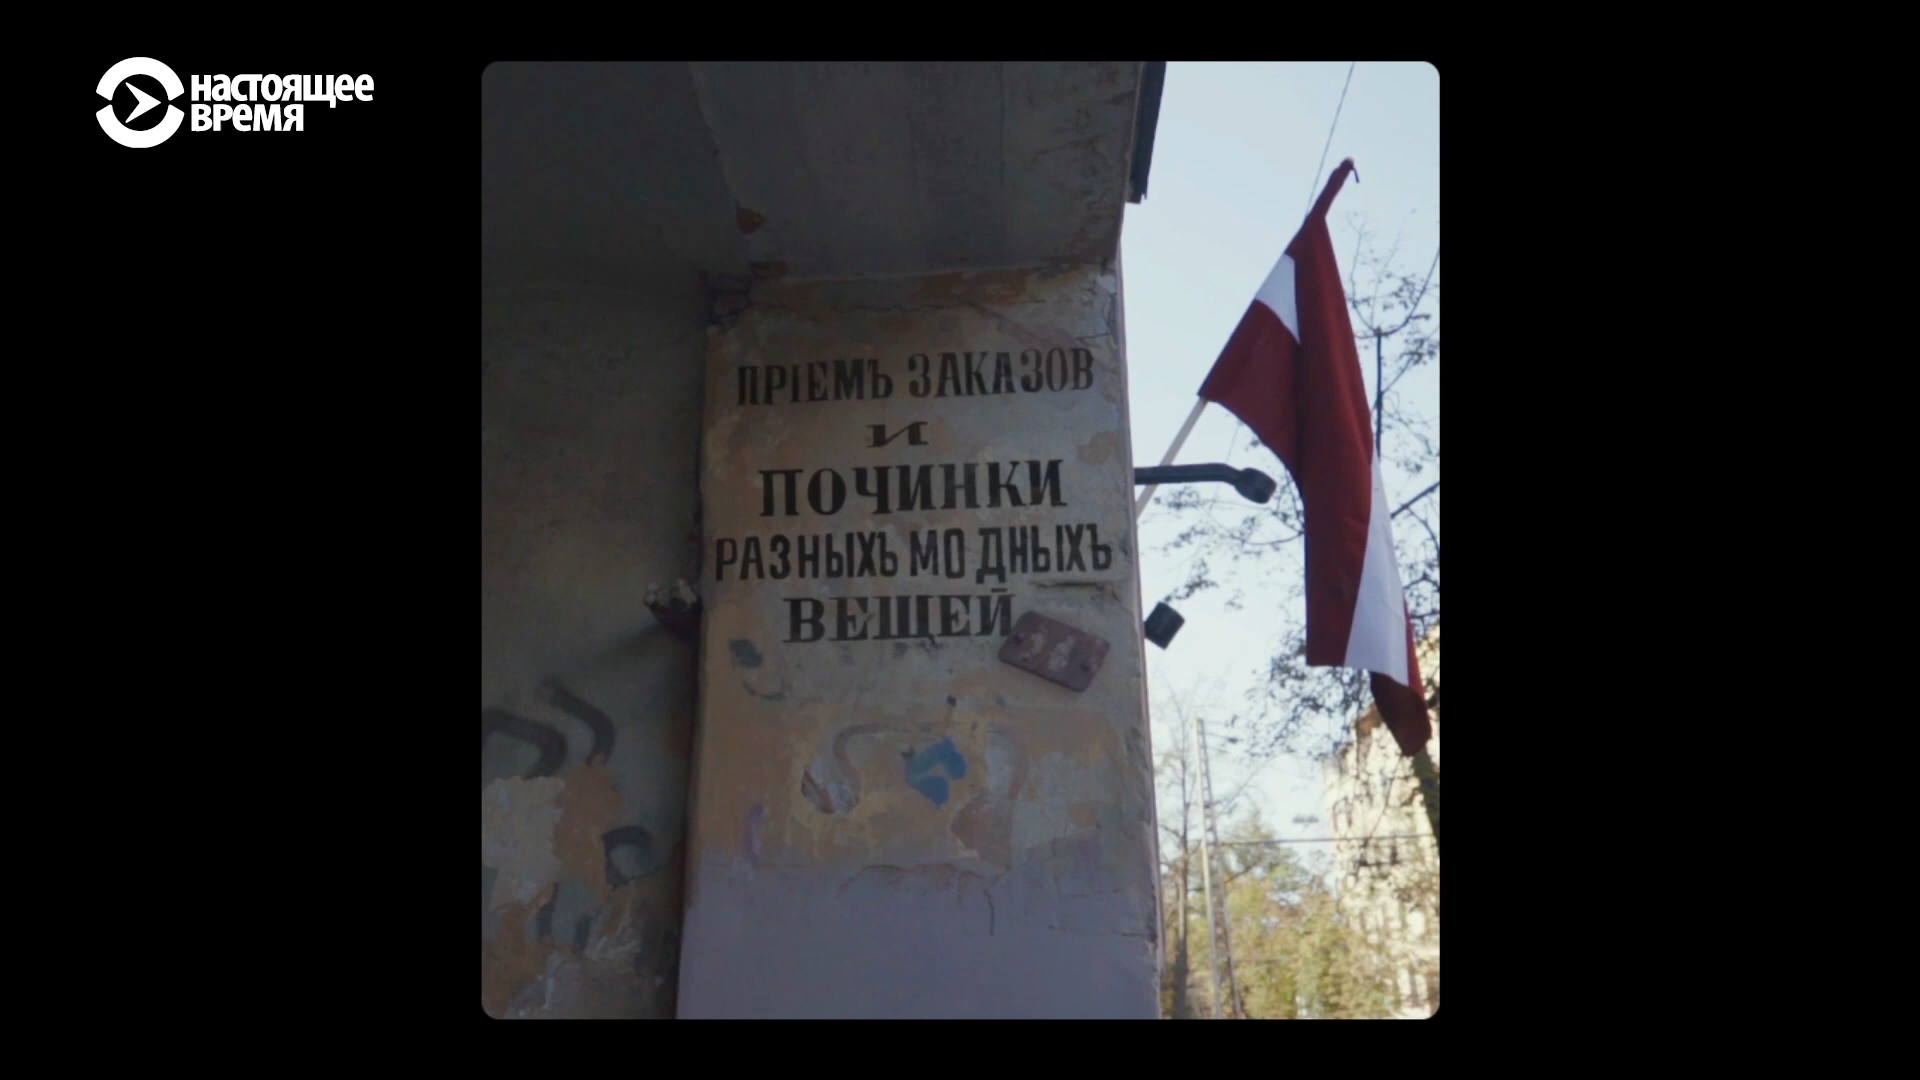 НАСТОЯЩЕЕ
ВРЕМЯ
ПРІЕМЪ ЗАКАЗОВ
И
ПОЧИНКИ
РАЗНЫХЪ МОДНЫХЪ
ВЕЩЕЙ